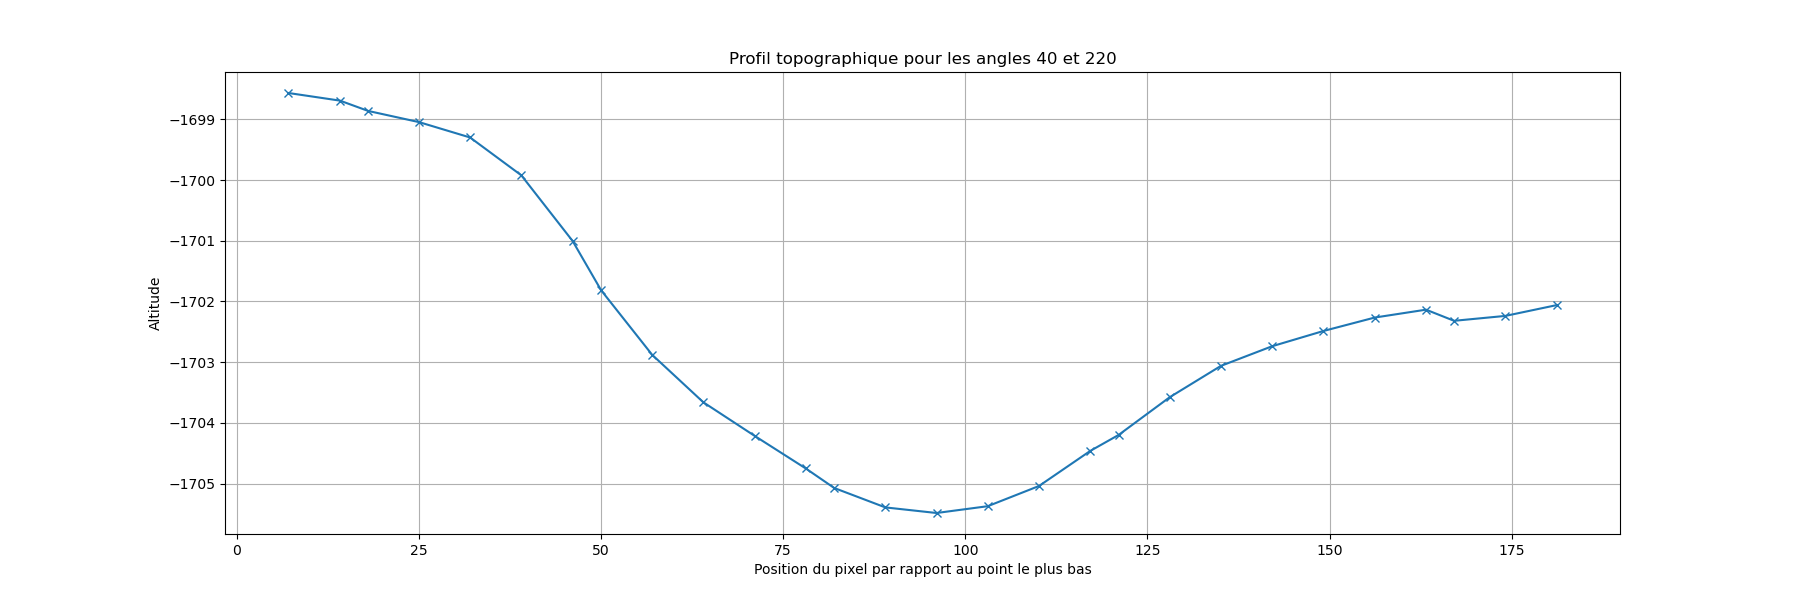 Profil topographique pour les angles 40 et 220
Altitude
−1699
−1700
−1701
−1702
−1703
−1704
−1705
0 25 50 75 100 125 150 175
Position du pixel par rapport au point le plus bas